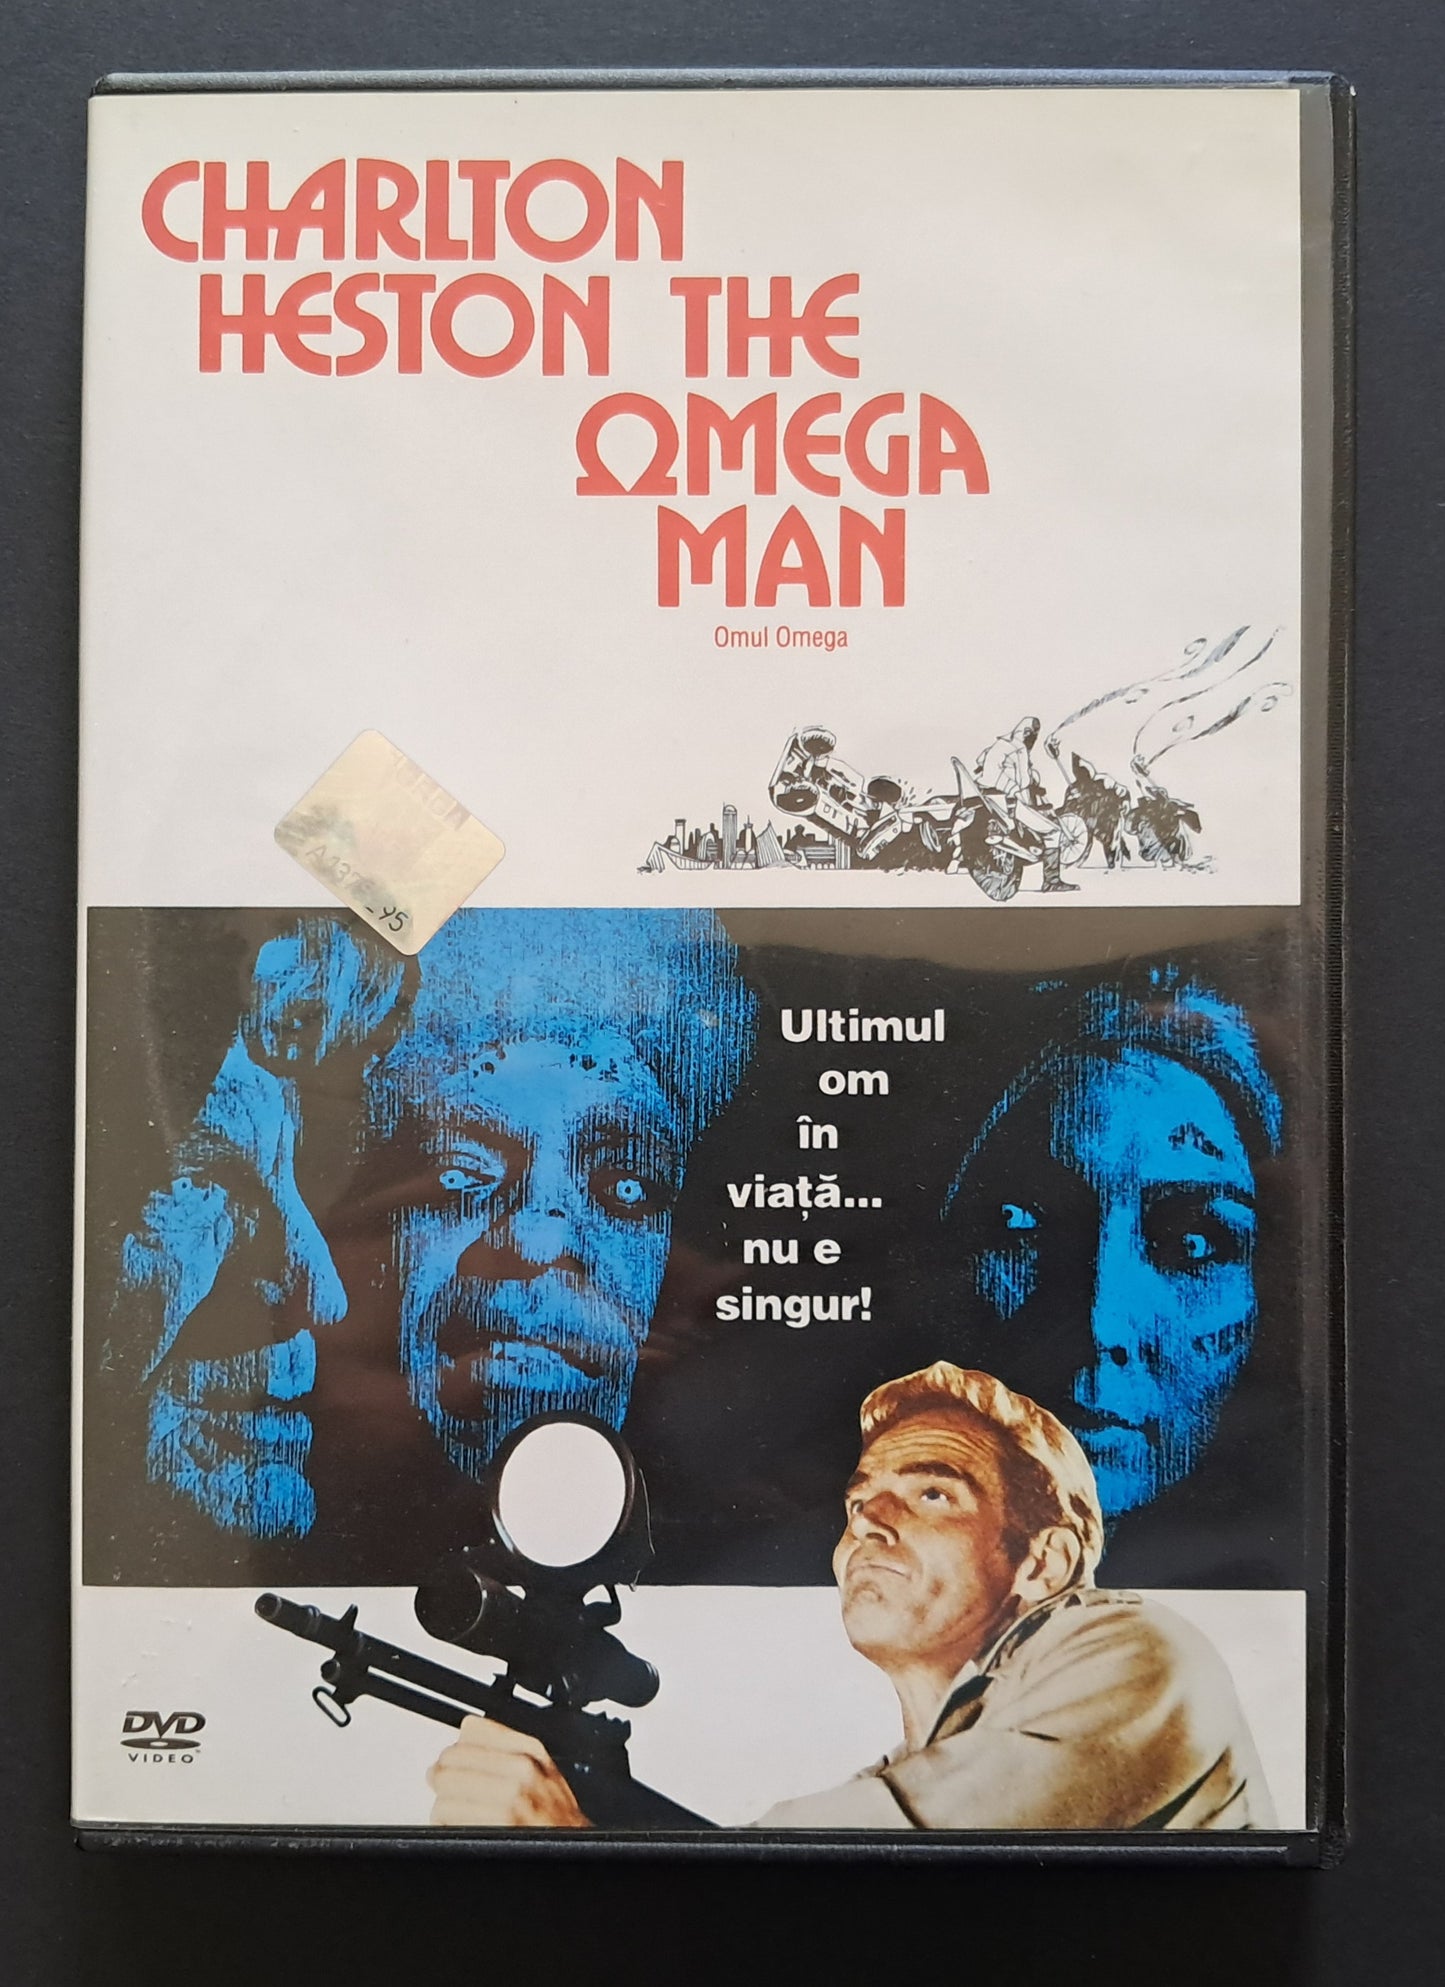 CHARLTON
HESTON THE
ΩMEGA
MAN
Omul Omega
Ultimul
om
în
viață...
nu e
singur!
DVD
VIDEO